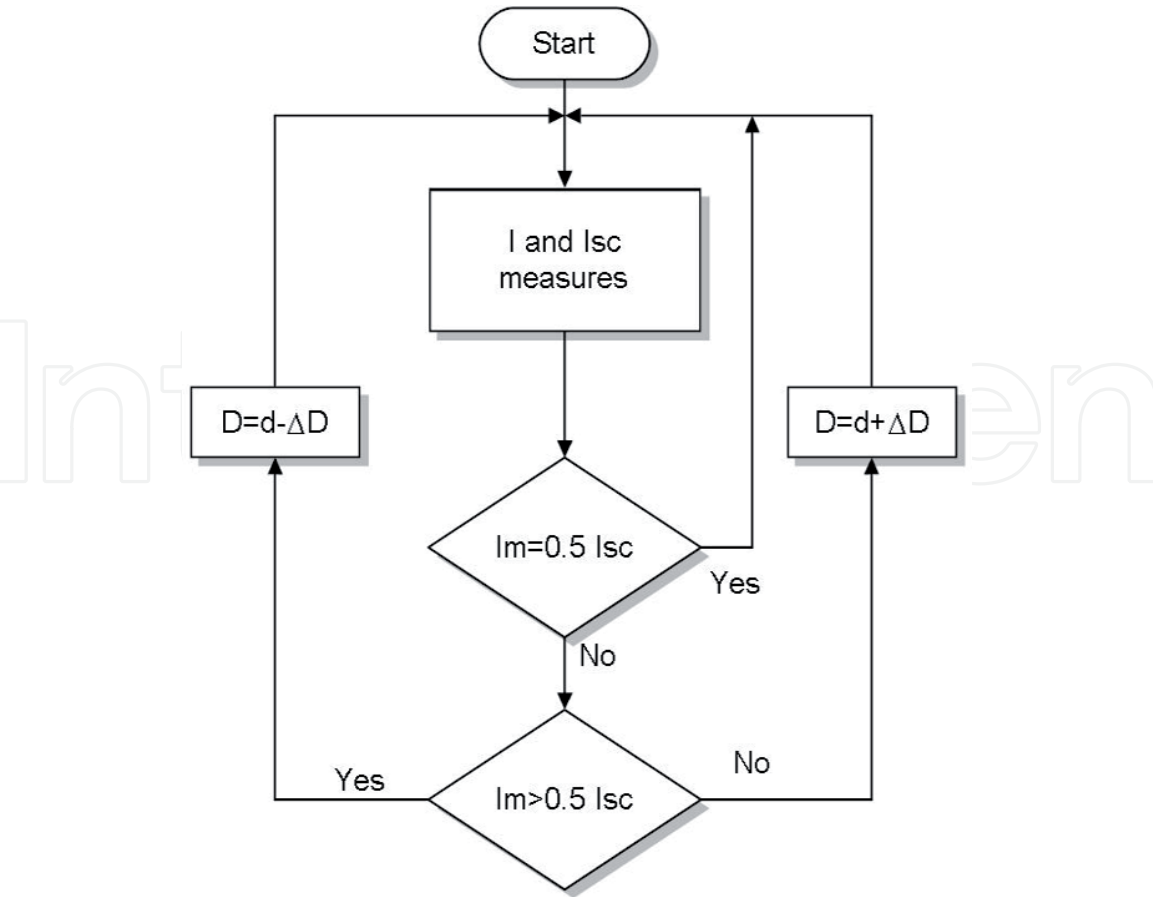 Start
I and Isc
measures
D=d-ΔD
D=d+ΔD
Im=0.5 Isc
Yes
No
Im>0.5 Isc
Yes
No